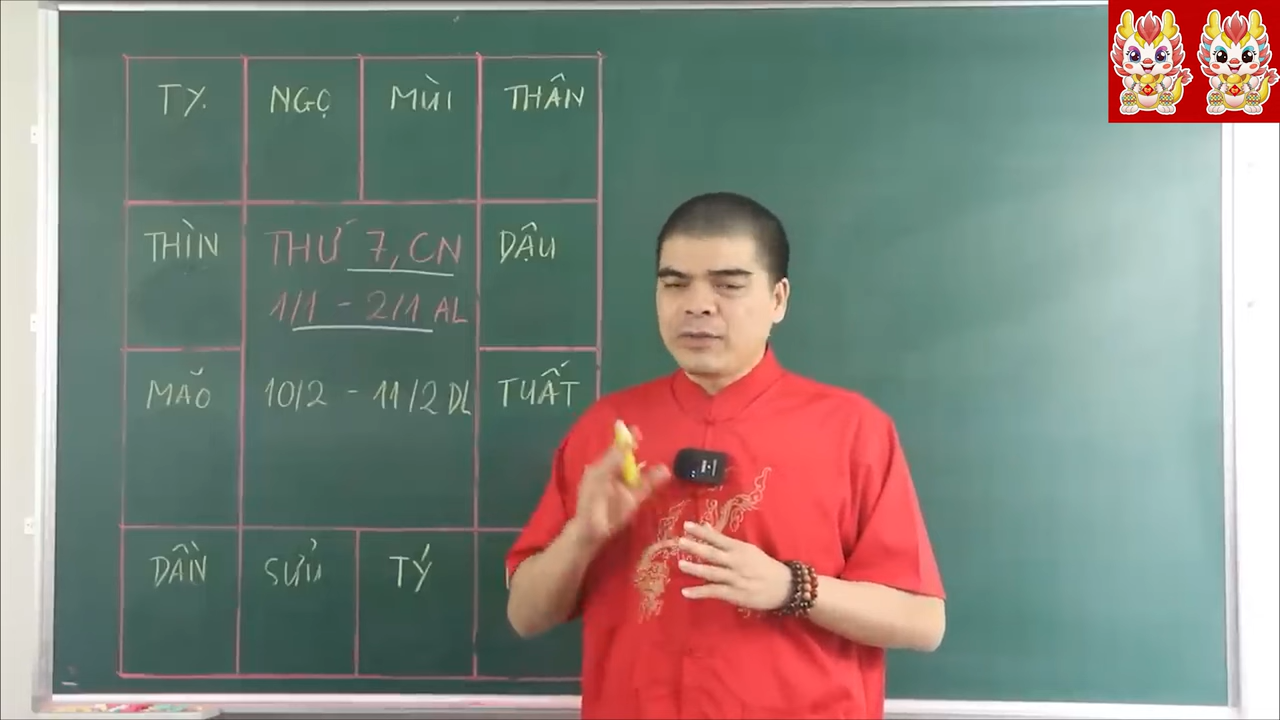 TỴ NGỌ MÙI THÂN
THÌN THỨ 7, CN DẬU
1/1 - 2/1 AL
MÃO 10/2 - 11/2 DL TUẤT
DẦN SỬU TÝ